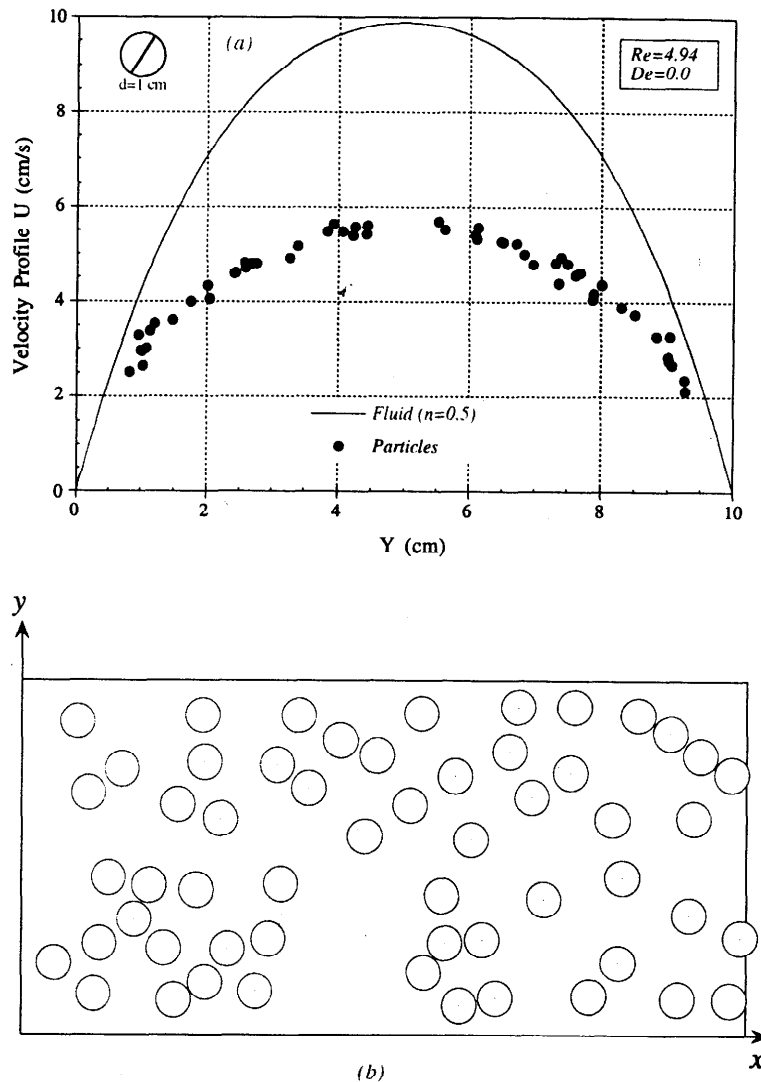 10
(a)
Re=4.94
De=0.0
d=1 cm
8
6
4
2
0
Velocity Profile U (cm/s)
Fluid (n=0.5)
Particles
0
2
4
6
8
10
Y (cm)
y
x
(b)